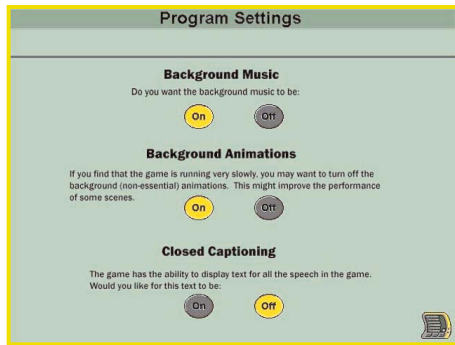 Program Settings
Background Music
Do you want the background music to be:
On Off
Background Animations
If you find that the game is running very slowly, you may want to turn off the
background (non-essential) animations. This might improve the performance
of some scenes.
On Off
Closed Captioning
The game has the ability to display text for all the speech in the game.
Would you like for this text to be:
On Off